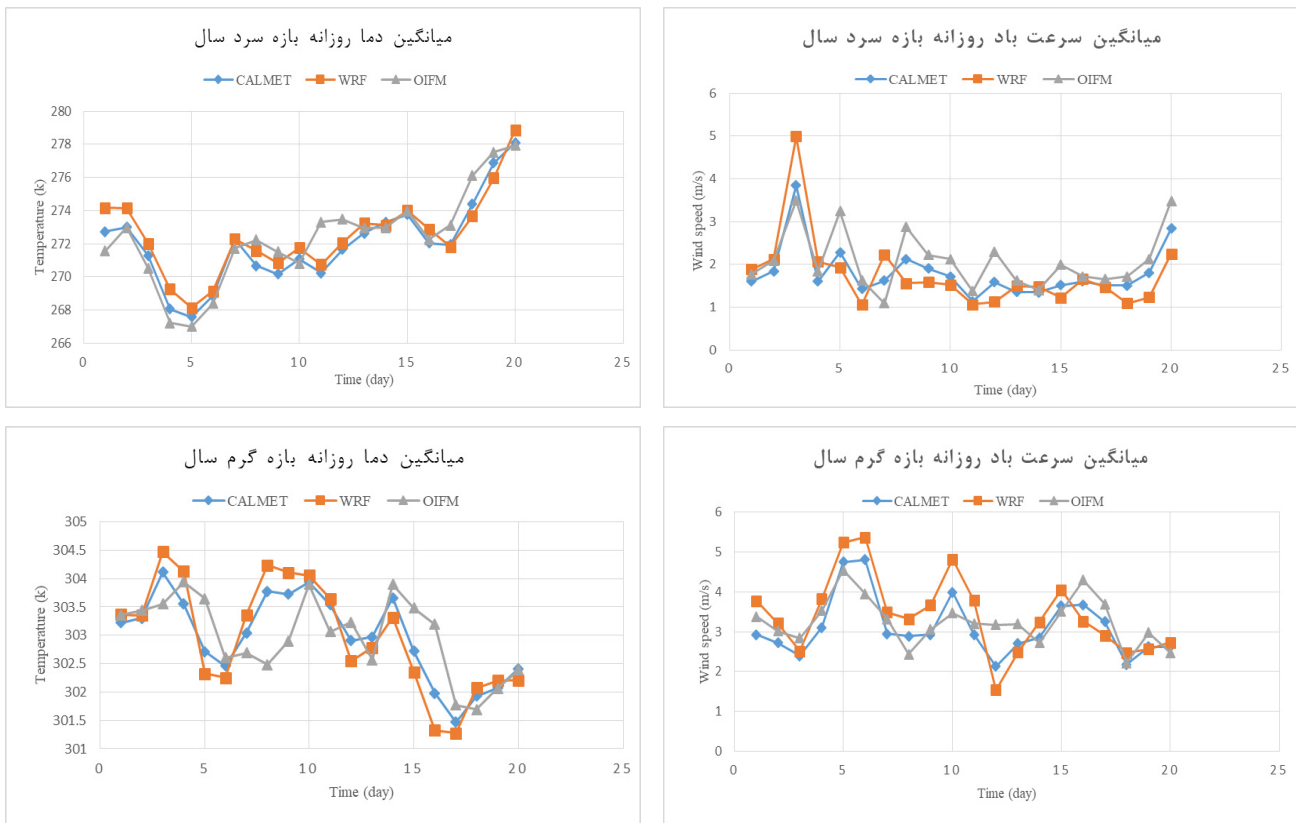 میانگین دما روزانه بازه سرد سال
CALMET WRF OIFM
280
278
276
274
272
270
268
266
Temperature (k)
0 5 10 15 20 25
Time (day)
میانگین سرعت باد روزانه بازه سرد سال
CALMET WRF OIFM
6
5
4
3
2
1
0
Wind speed (m/s)
0 5 10 15 20 25
Time (day)
میانگین دما روزانه بازه گرم سال
CALMET WRF OIFM
305
304.5
304
303.5
303
302.5
302
301.5
301
Temperature (k)
0 5 10 15 20 25
Time (day)
میانگین سرعت باد روزانه بازه گرم سال
CALMET WRF OIFM
6
5
4
3
2
1
0
Wind speed (m/s)
0 5 10 15 20 25
Time (day)